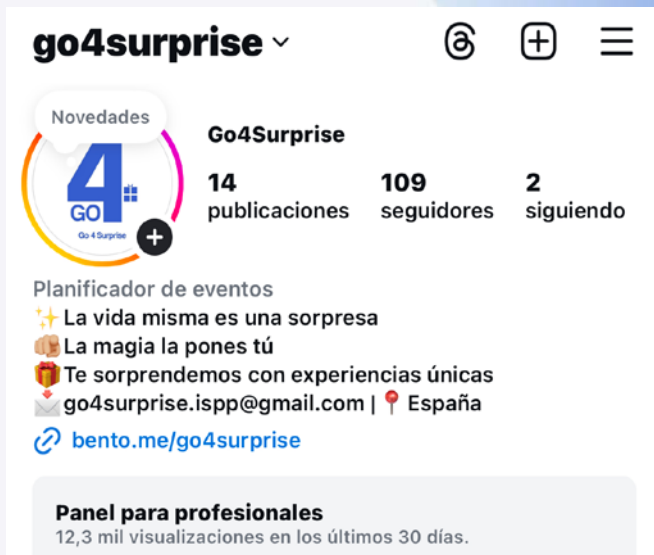 go4surprise
Novedades
4
GO
Go 4 Surprise
Go4Surprise
14 109 2
publicaciones seguidores siguiendo
Planificador de eventos
✨ La vida misma es una sorpresa
🫵🏼 La magia la pones tú
🎁 Te sorprendemos con experiencias únicas
📩 go4surprise.ispp@gmail.com | 📍 España
bento.me/go4surprise
Panel para profesionales
12,3 mil visualizaciones en los últimos 30 días.